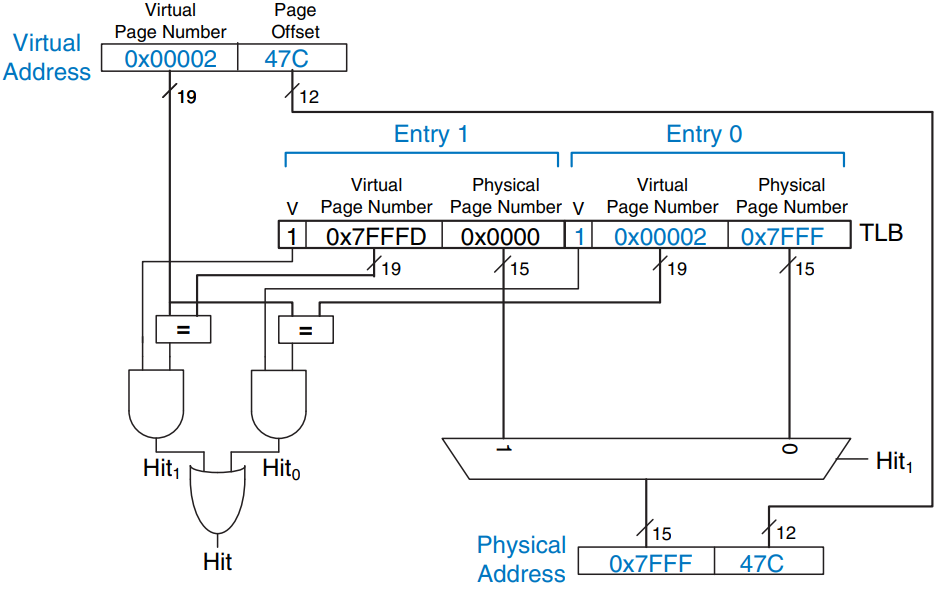 Virtual Page
Page Number Offset
Virtual
Address
0x00002 47C
19 12
Entry 1 Entry 0
Virtual Physical Virtual Physical
V Page Number Page Number V Page Number Page Number
1 0x7FFFD 0x0000 1 0x00002 0x7FFF TLB
19 15 19 15
= =
1 0
Hit1 Hit0 Hit1
15 12
Hit
Physical
Address
0x7FFF 47C